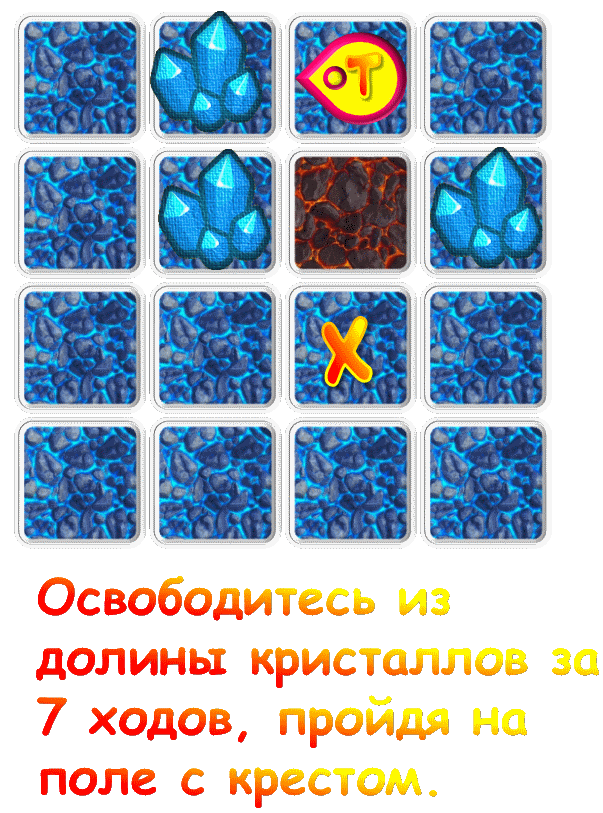 Т
Х
Освободитесь из
долины кристаллов за
7 ходов, пройдя на
поле с крестом.